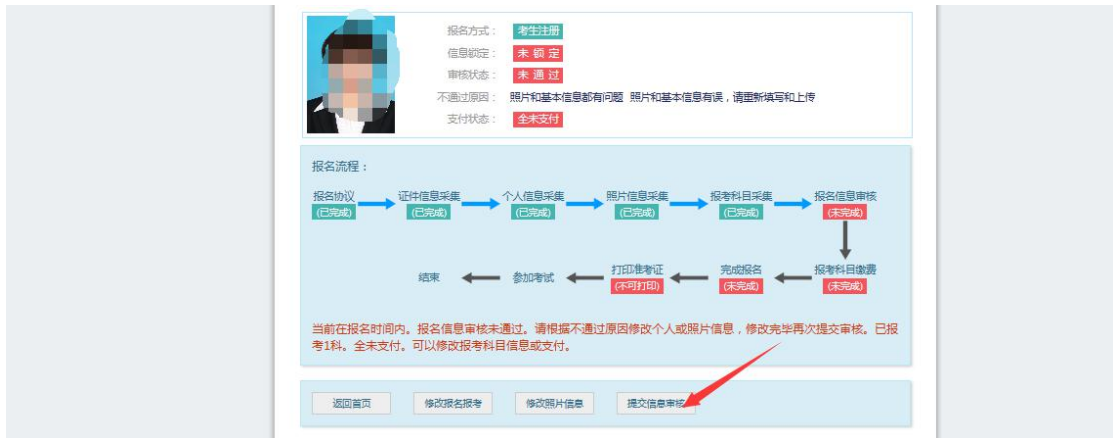 报名方式： 考生注册
信息锁定： 未 锁 定
审核状态： 未 通 过
不通过原因： 照片和基本信息都有问题 照片和基本信息有误，请重新填写和上传
支付状态： 全未支付
报名流程：
报名协议 证件信息采集 个人信息采集 照片信息采集 报考科目采集 报名信息审核
(已完成) (已完成) (已完成) (已完成) (已完成) (未完成)
结束 参加考试 打印准考证 完成报名 报考科目缴费
(不可打印) (未完成) (未完成)
当前在报名时间内。报名信息审核未通过。请根据不通过原因修改个人或照片信息，修改完毕再次提交审核。已报
考1科。全未支付。可以修改报考科目信息或支付。
返回首页 修改报名报考 修改照片信息 提交信息审核